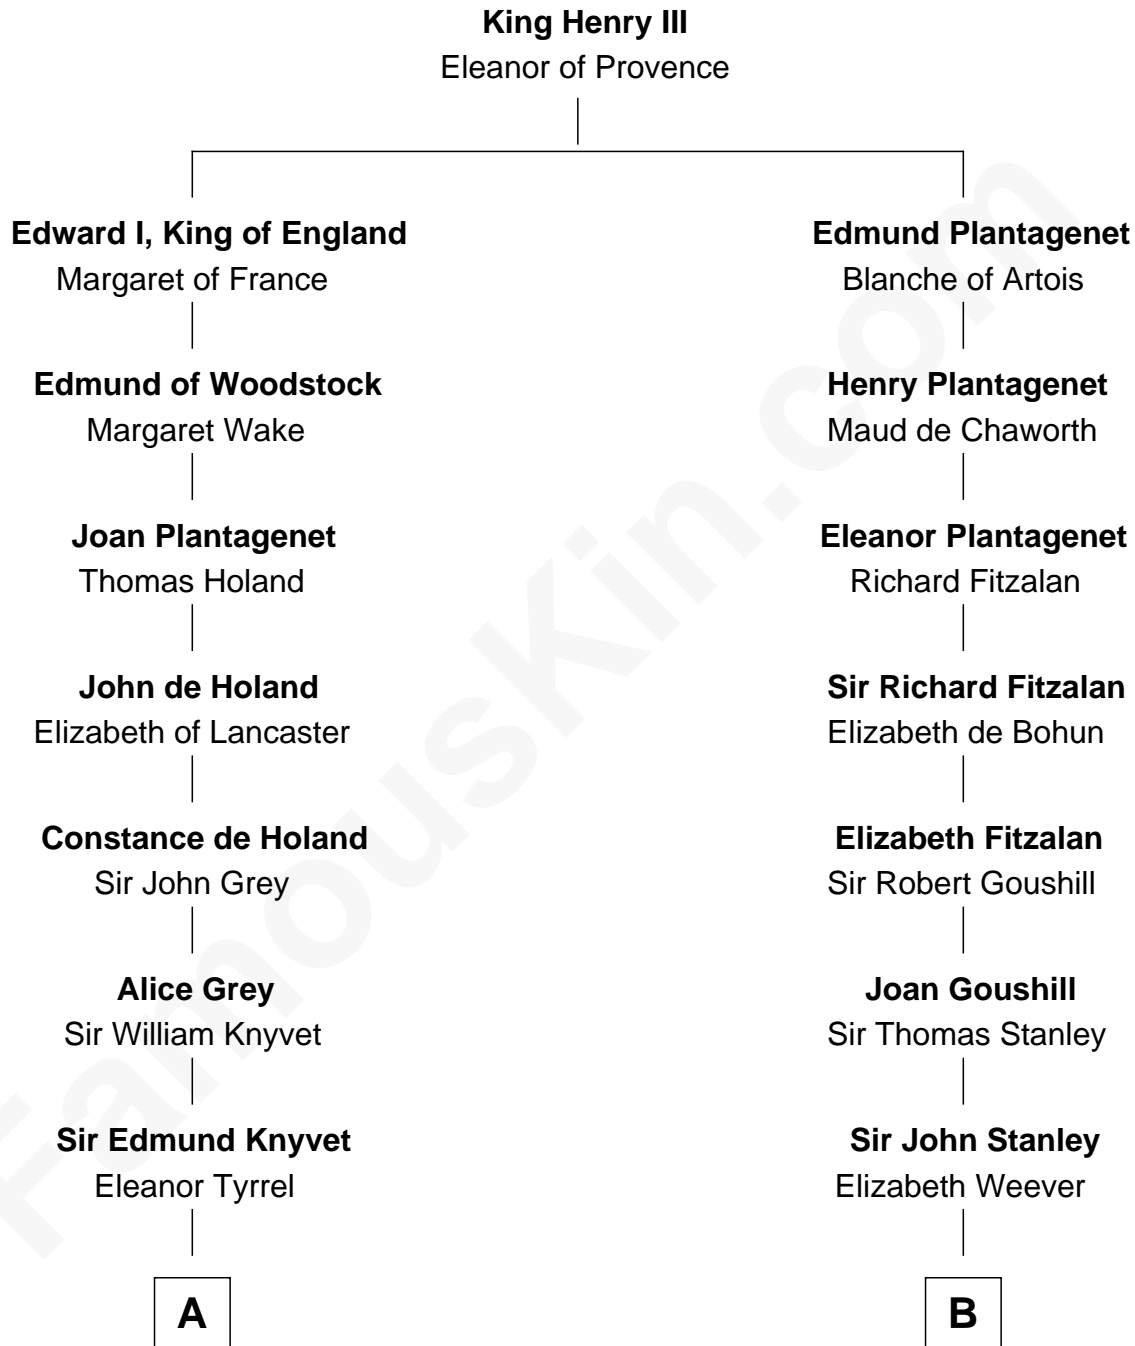 King Henry III
Eleanor of Provence
Edward I, King of England
Margaret of France
Edmund Plantagenet
Blanche of Artois
Edmund of Woodstock
Margaret Wake
Henry Plantagenet
Maud de Chaworth
Joan Plantagenet
Thomas Holand
Eleanor Plantagenet
Richard Fitzalan
John de Holand
Elizabeth of Lancaster
Sir Richard Fitzalan
Elizabeth de Bohun
Constance de Holand
Sir John Grey
Elizabeth Fitzalan
Sir Robert Goushill
Alice Grey
Sir William Knyvet
Joan Goushill
Sir Thomas Stanley
Sir Edmund Knyvet
Eleanor Tyrrel
Sir John Stanley
Elizabeth Weever
A
B
FamousKin.com